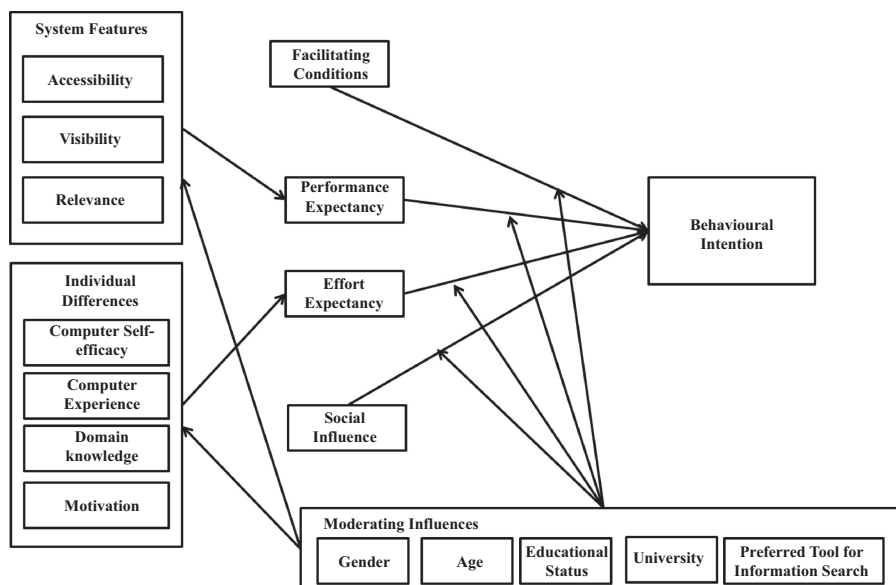 System Features
Accessibility
Visibility
Relevance
Individual
Differences
Computer Self-
efficacy
Computer
Experience
Domain
knowledge
Motivation
Facilitating
Conditions
Performance
Expectancy
Effort
Expectancy
Social
Influence
Behavioural
Intention
Moderating Influences
Gender
Age
Educational
Status
University
Preferred Tool for
Information Search